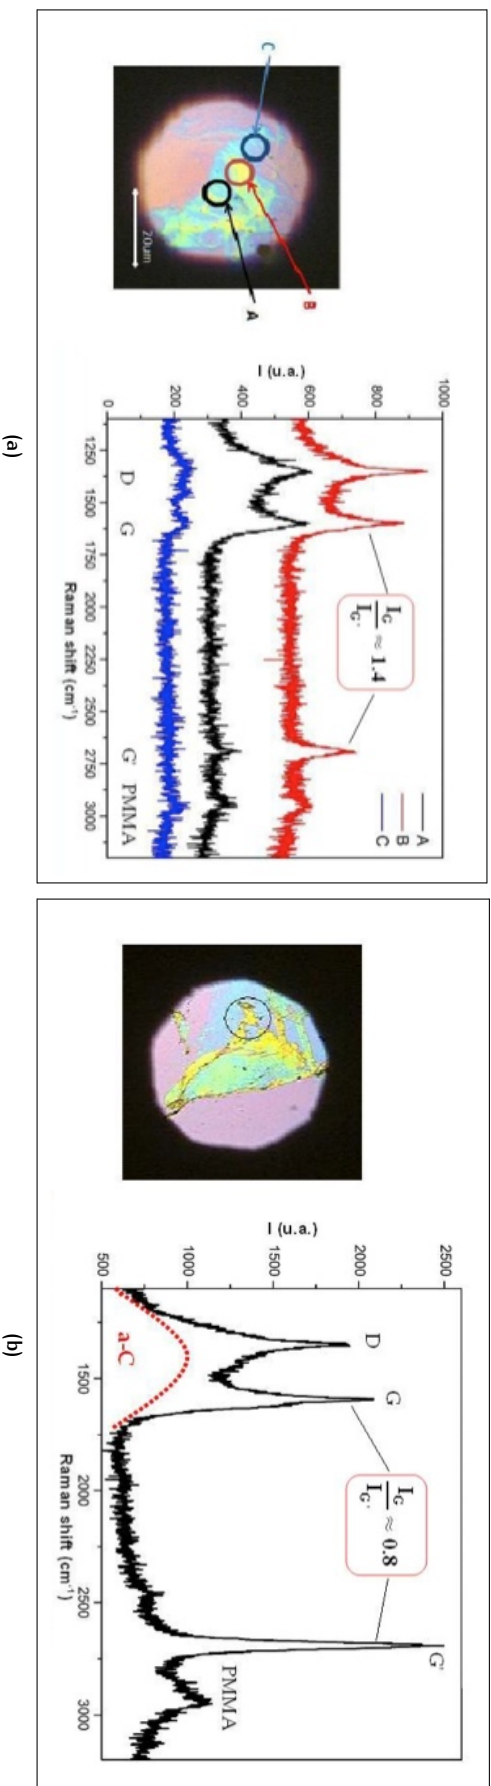 C
B
A
20µm
I (u.a.)
1000
800
600
400
200
0
1250
1500
1750
2000
2250
2500
2750
3000
Raman shift (cm⁻¹)
D
G
G'
PMMA
I_G / I_G' ≈ 1.4
A
B
C
(a)
I (u.a.)
2500
2000
1500
1000
500
1500
2000
2500
3000
Raman shift (cm⁻¹)
D
G
G'
PMMA
a-C
I_G / I_G' ≈ 0.8
(b)